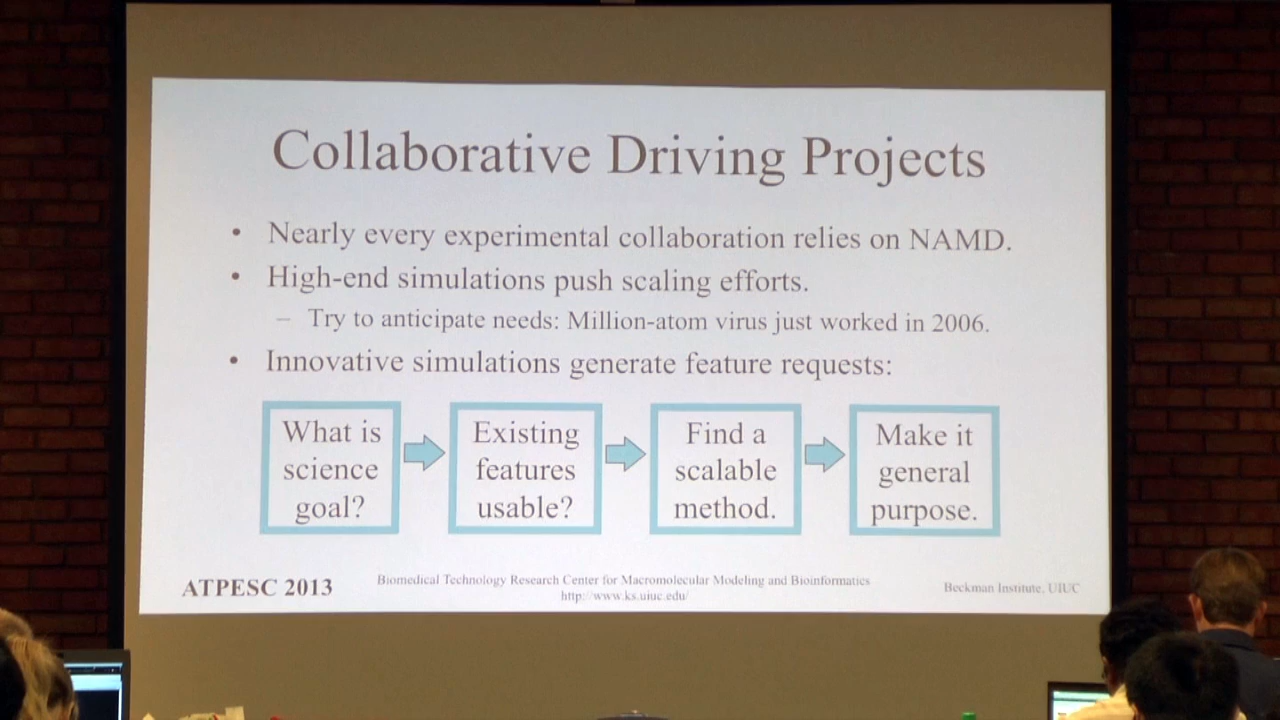 Collaborative Driving Projects
• Nearly every experimental collaboration relies on NAMD.
• High-end simulations push scaling efforts.
– Try to anticipate needs: Million-atom virus just worked in 2006.
• Innovative simulations generate feature requests:
What is
science
goal?
Existing
features
usable?
Find a
scalable
method.
Make it
general
purpose.
ATPESC 2013
Biomedical Technology Research Center for Macromolecular Modeling and Bioinformatics
http://www.ks.uiuc.edu/
Beckman Institute, UIUC